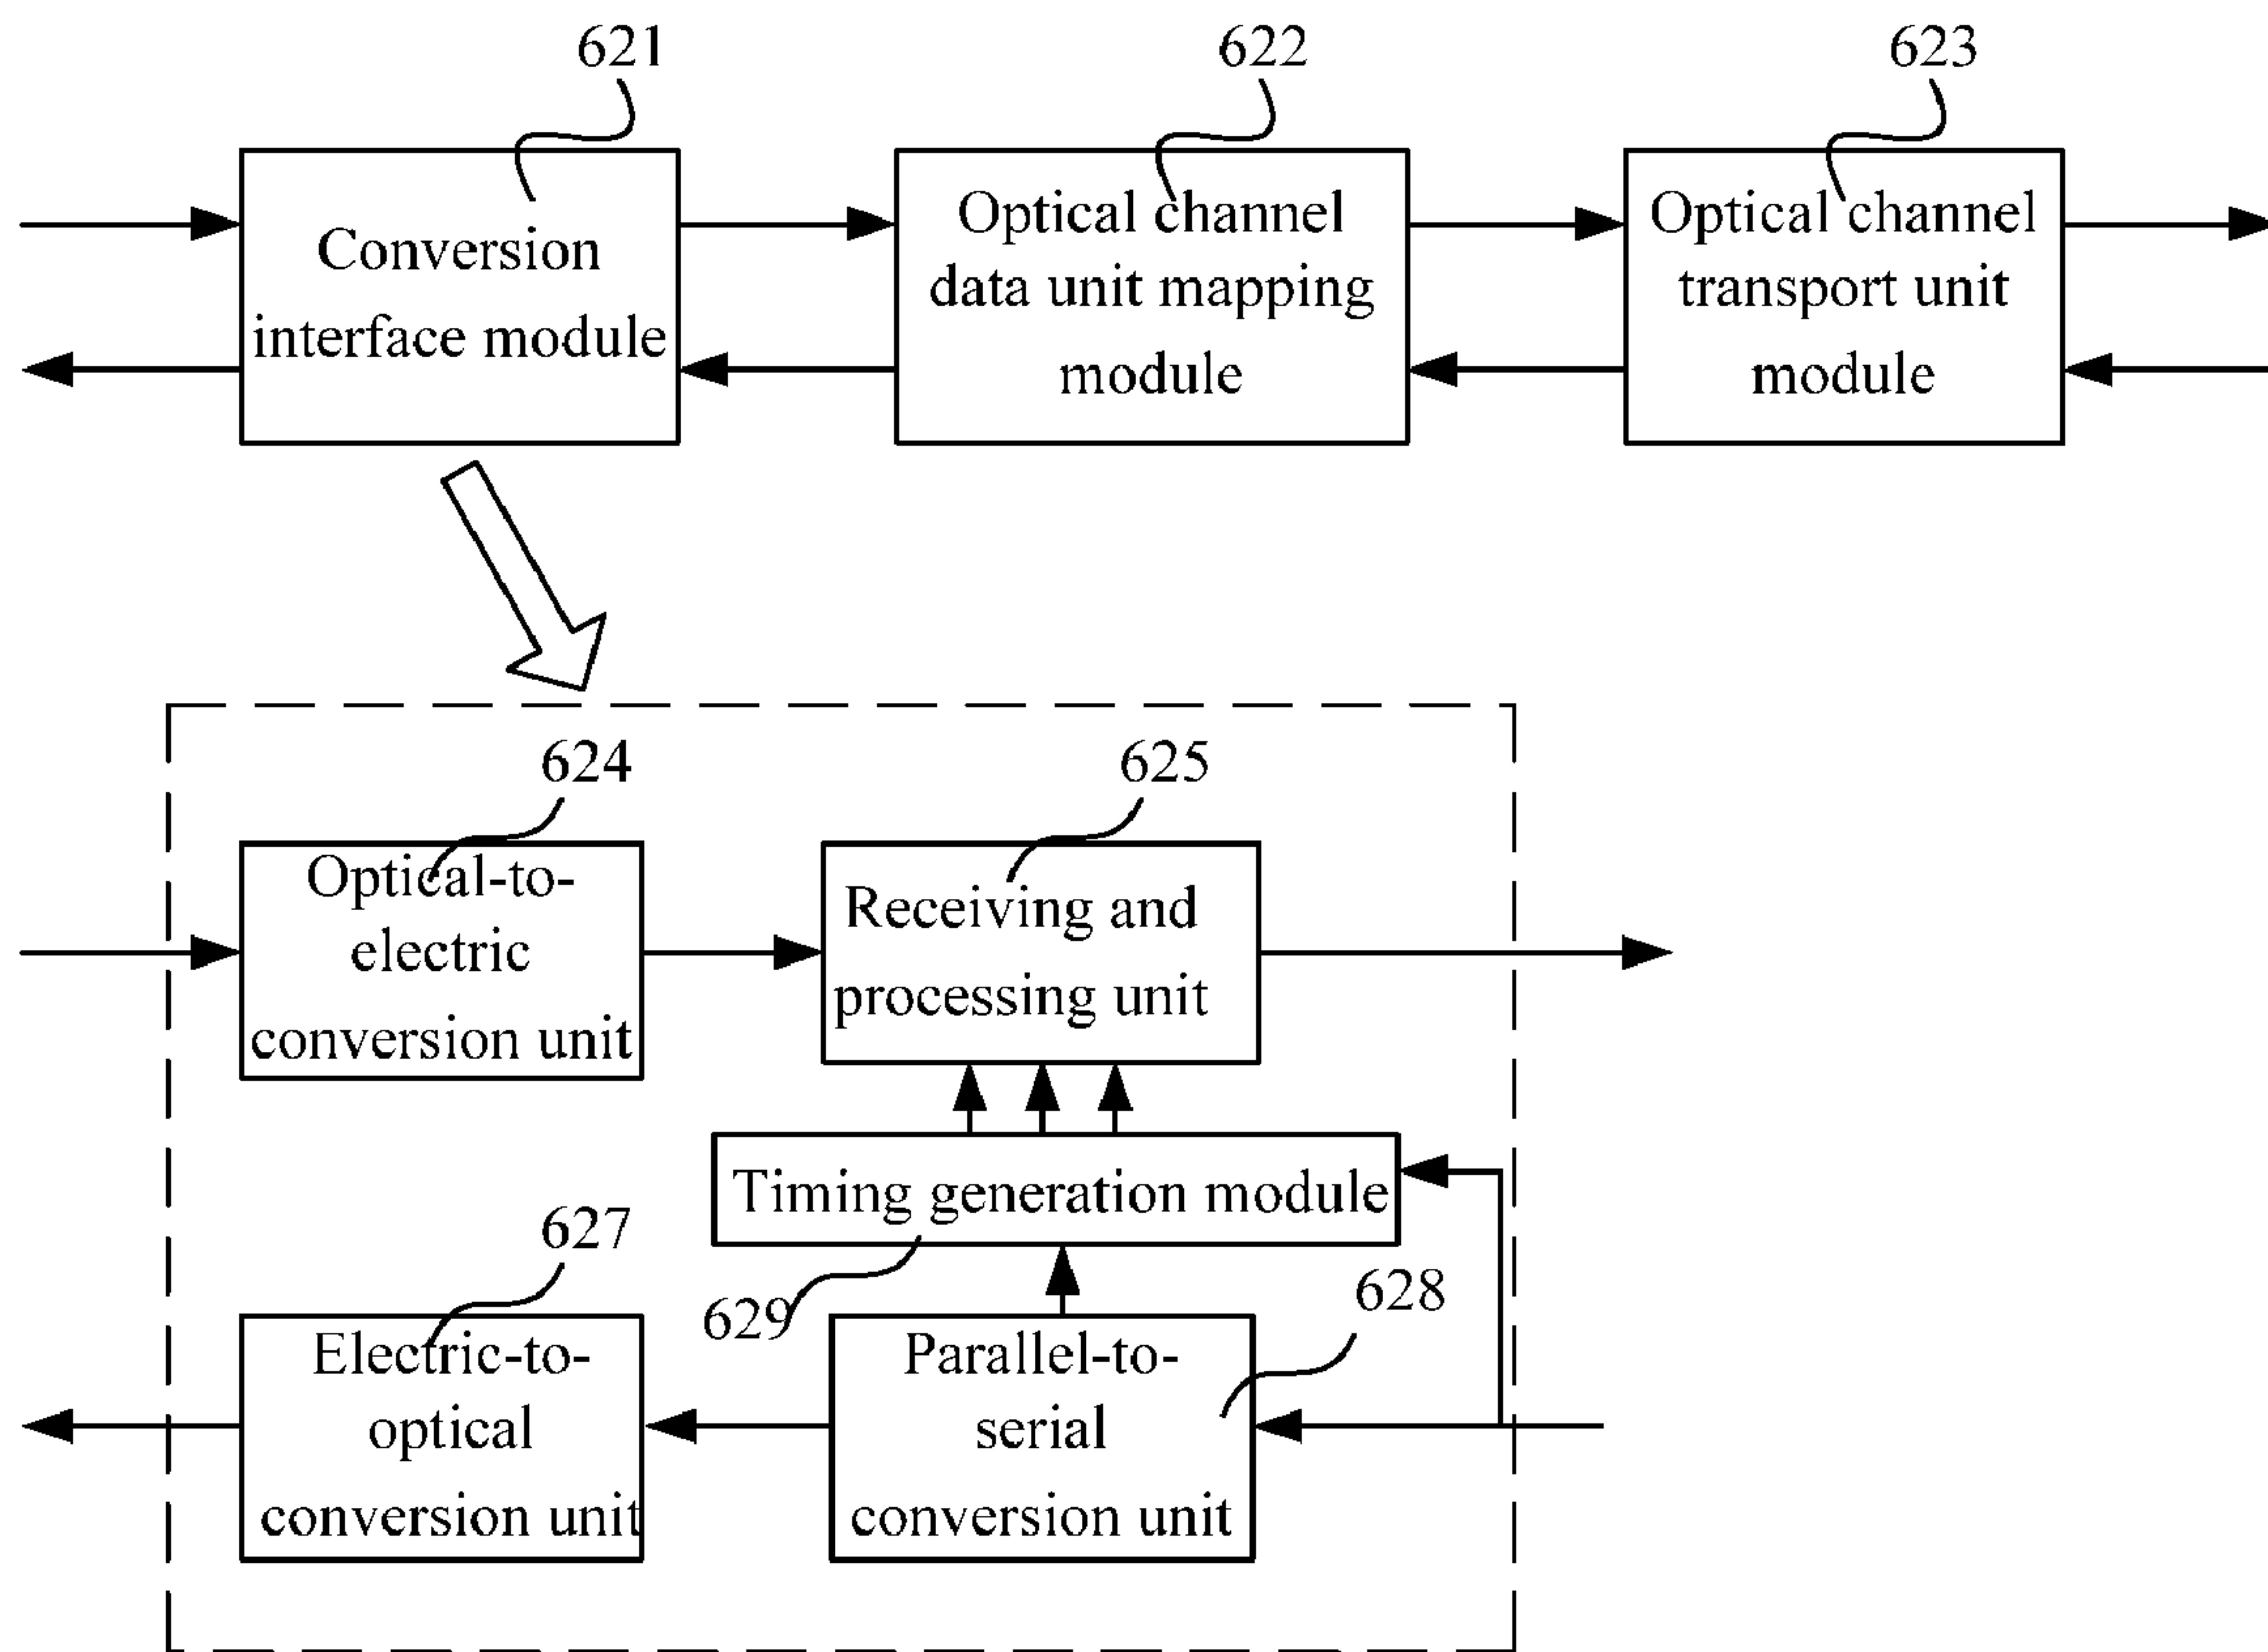 621
622
623
Conversion
interface module
Optical channel
data unit mapping
module
Optical channel
transport unit
module
624
625
Optical-to-
electric
conversion unit
Receiving and
processing unit
Timing generation module
627
629
628
Electric-to-
optical
conversion unit
Parallel-to-
serial
conversion unit